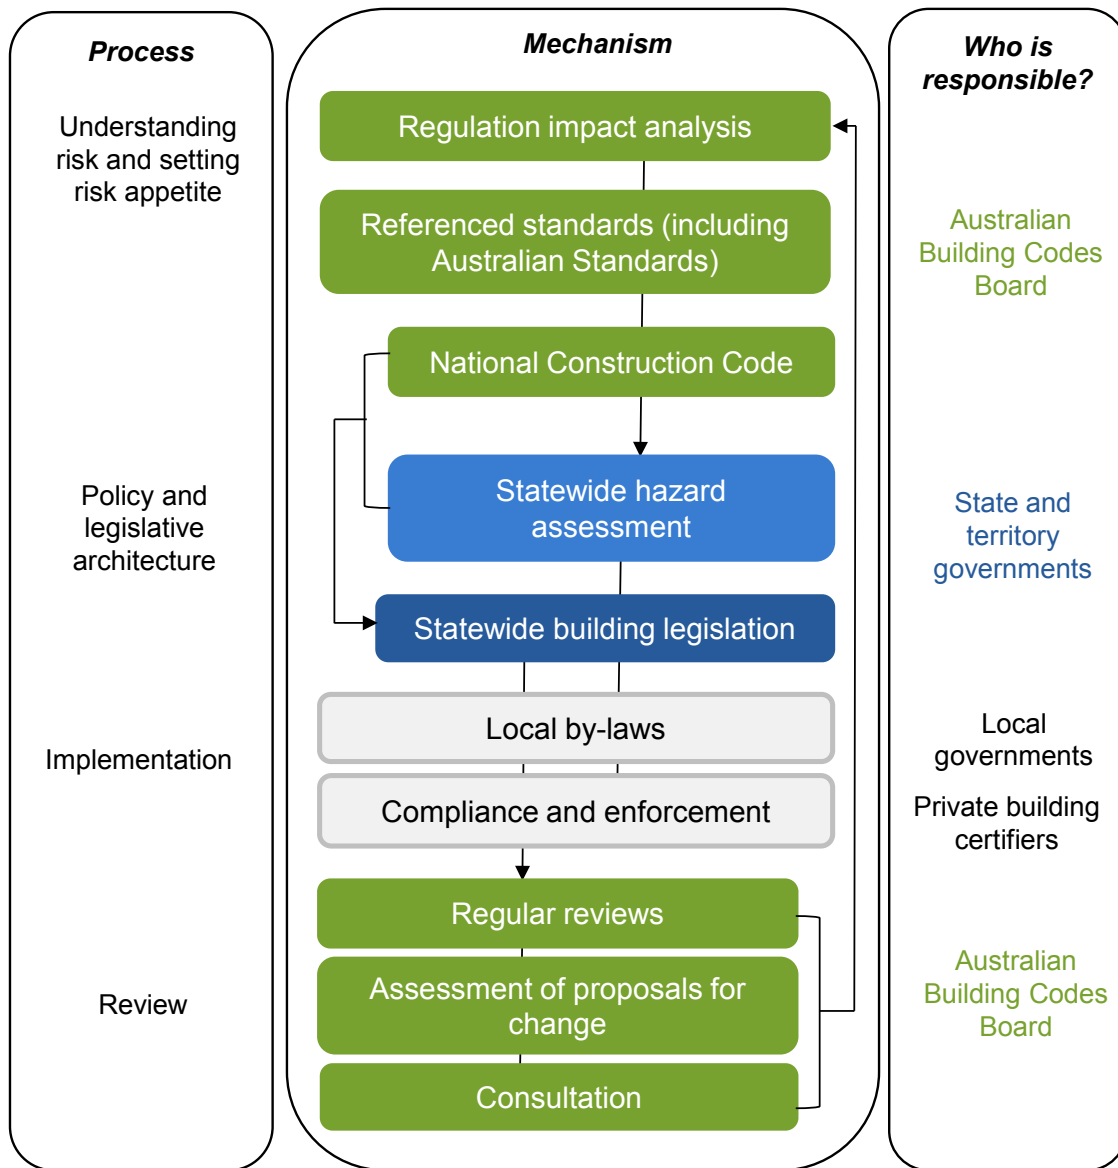 Process
Understanding
risk and setting
risk appetite
Policy and
legislative
architecture
Implementation
Review
Mechanism
Regulation impact analysis
Referenced standards (including
Australian Standards)
National Construction Code
Statewide hazard
assessment
Statewide building legislation
Local by-laws
Compliance and enforcement
Regular reviews
Assessment of proposals for
change
Consultation
Who is
responsible?
Australian
Building Codes
Board
State and
territory
governments
Local
governments
Private building
certifiers
Australian
Building Codes
Board